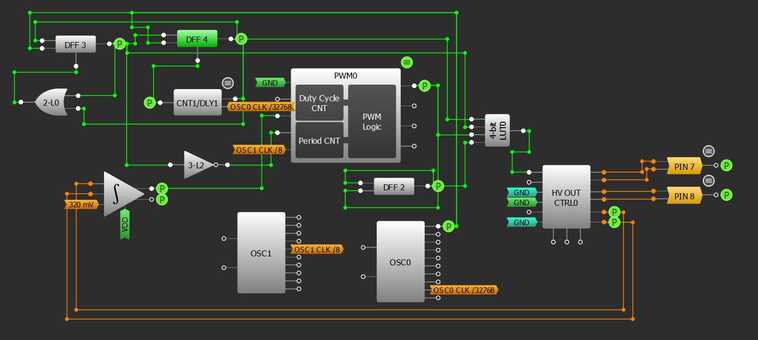 DFF 3
P
DFF 4
P
PWM0
GND
Duty Cycle
CNT
PWM
Logic
Period CNT
P
2-L0
P
CNT1/DLY1
OSC0 CLK /32768
OSC1 CLK /8
4-bit
LUT0
3-L2
DFF 2
P
∫
320 mV
P
P
GND
HV OUT
CTRL0
GND
GND
GND
P
P
PIN 7
P
PIN 8
P
OSC1
OSC1 CLK /8
OSC0
P
OSC0 CLK /32768